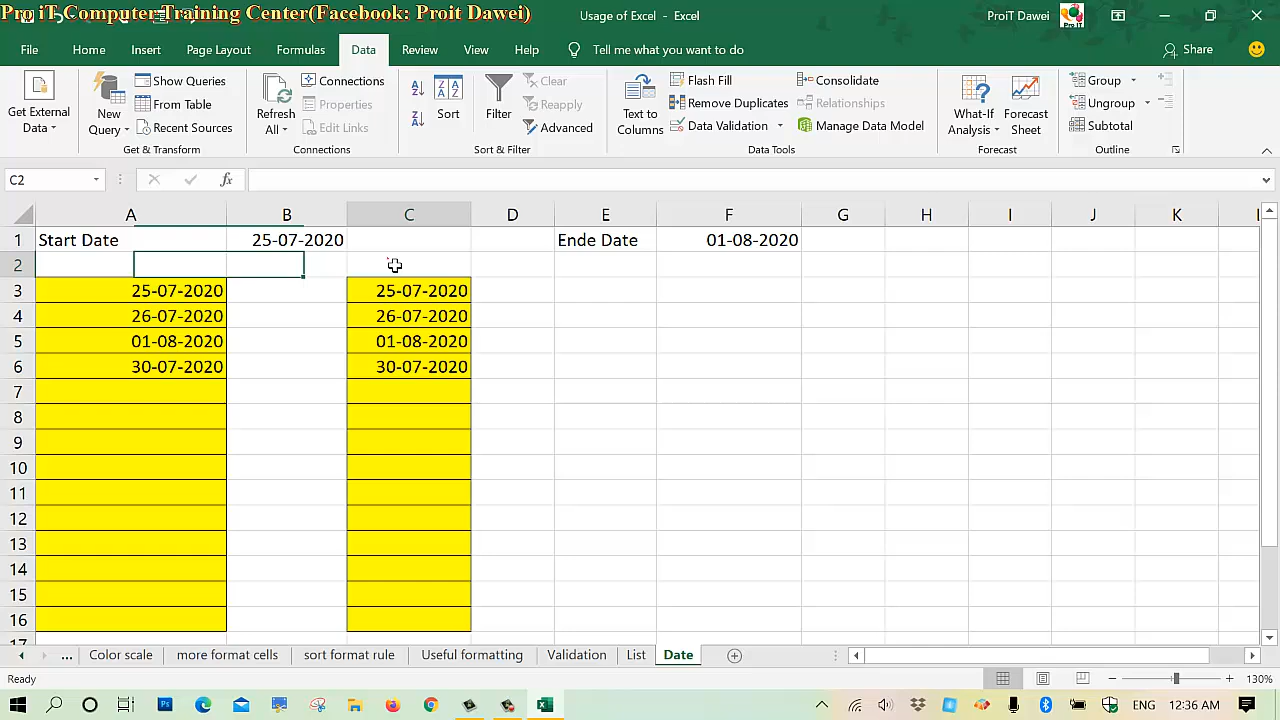 Pro iT Computer Training Center(Facebook: Proit Dawei)
Usage of Excel - Excel
ProiT Dawei
Pro IT
File Home Insert Page Layout Formulas Data Review View Help Tell me what you want to do Share
Get External Data
New Query
Show Queries
From Table
Recent Sources
Get & Transform
Refresh All
Connections
Properties
Edit Links
Connections
Sort
Filter
Clear
Reapply
Advanced
Sort & Filter
Text to Columns
Flash Fill
Remove Duplicates
Data Validation
Consolidate
Relationships
Manage Data Model
Data Tools
What-If Analysis
Forecast Sheet
Forecast
Group
Ungroup
Subtotal
Outline
C2 fx
A B C D E F G H I J K L
1 Start Date 25-07-2020 Ende Date 01-08-2020
2
3 25-07-2020 25-07-2020
4 26-07-2020 26-07-2020
5 01-08-2020 01-08-2020
6 30-07-2020 30-07-2020
7
8
9
10
11
12
13
14
15
16
17
... Color scale more format cells sort format rule Useful formatting Validation List Date
Ready 130%
ENG 12:36 AM